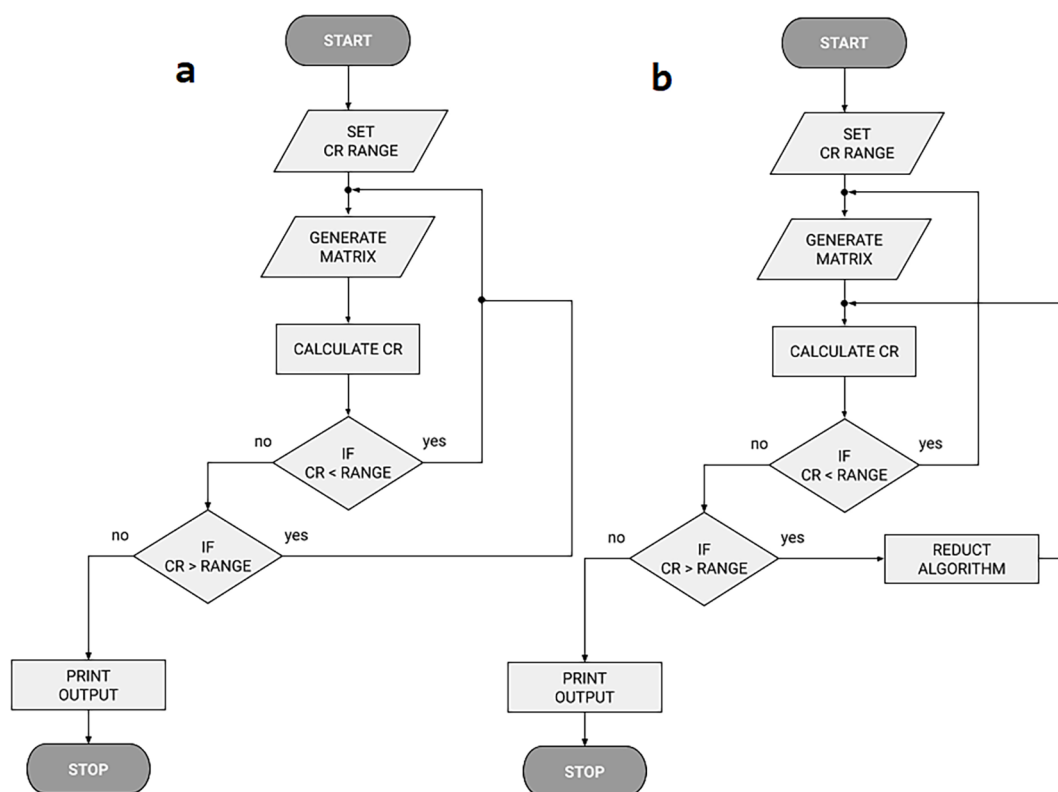 a
START
SET
CR RANGE
GENERATE
MATRIX
CALCULATE CR
IF
CR < RANGE
no
yes
IF
CR > RANGE
no
yes
PRINT
OUTPUT
STOP
b
START
SET
CR RANGE
GENERATE
MATRIX
CALCULATE CR
IF
CR < RANGE
no
yes
IF
CR > RANGE
no
yes
REDUCT
ALGORITHM
PRINT
OUTPUT
STOP